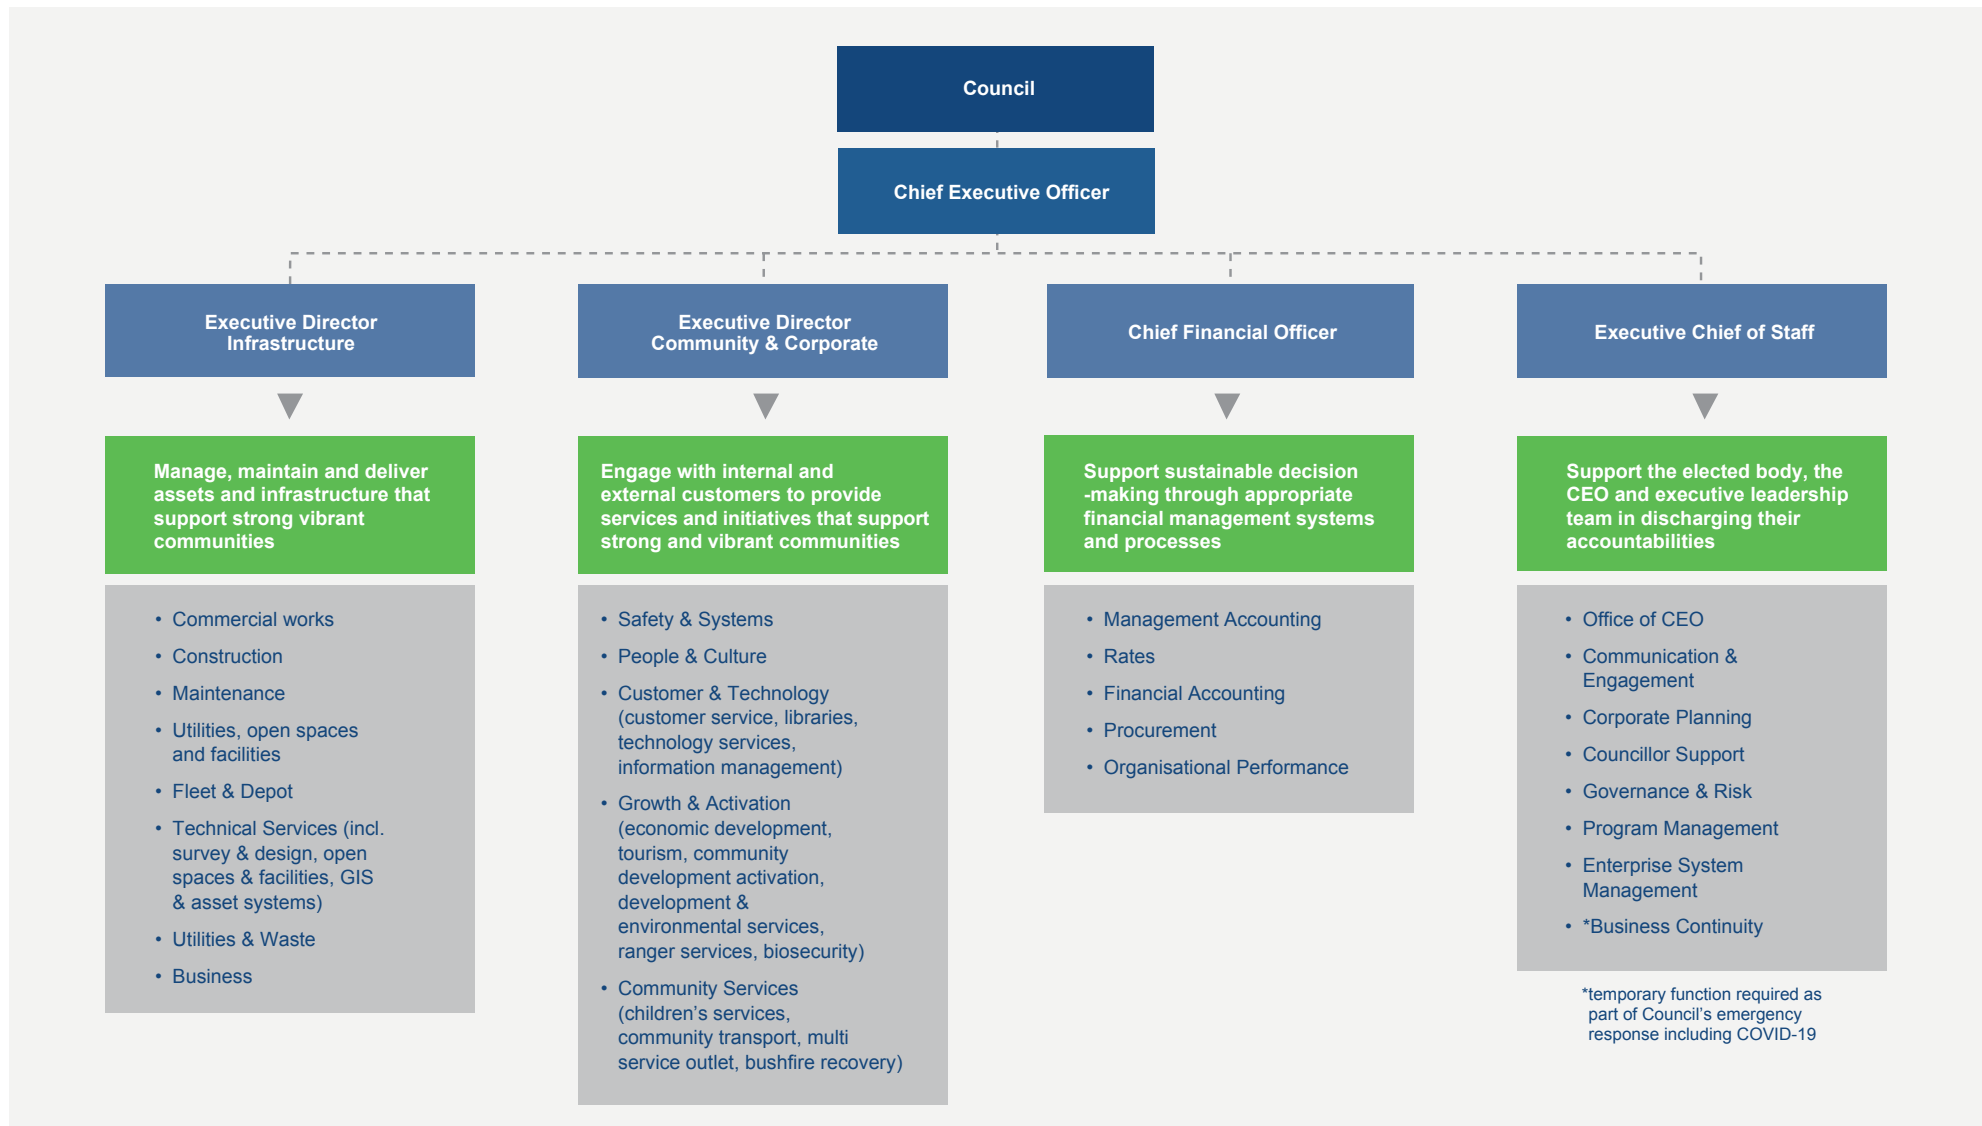 Council
Chief Executive Officer
Executive Director
Infrastructure
Manage, maintain and deliver
assets and infrastructure that
support strong vibrant
communities
• Commercial works
• Construction
• Maintenance
• Utilities, open spaces
and facilities
• Fleet & Depot
• Technical Services (incl.
survey & design, open
spaces & facilities, GIS
& asset systems)
• Utilities & Waste
• Business
Executive Director
Community & Corporate
Engage with internal and
external customers to provide
services and initiatives that support
strong and vibrant communities
• Safety & Systems
• People & Culture
• Customer & Technology
(customer service, libraries,
technology services,
information management)
• Growth & Activation
(economic development,
tourism, community
development activation,
development &
environmental services,
ranger services, biosecurity)
• Community Services
(children’s services,
community transport, multi
service outlet, bushfire recovery)
Chief Financial Officer
Support sustainable decision
-making through appropriate
financial management systems
and processes
• Management Accounting
• Rates
• Financial Accounting
• Procurement
• Organisational Performance
Executive Chief of Staff
Support the elected body, the
CEO and executive leadership
team in discharging their
accountabilities
• Office of CEO
• Communication &
Engagement
• Corporate Planning
• Councillor Support
• Governance & Risk
• Program Management
• Enterprise System
Management
• *Business Continuity
*temporary function required as
part of Council’s emergency
response including COVID-19